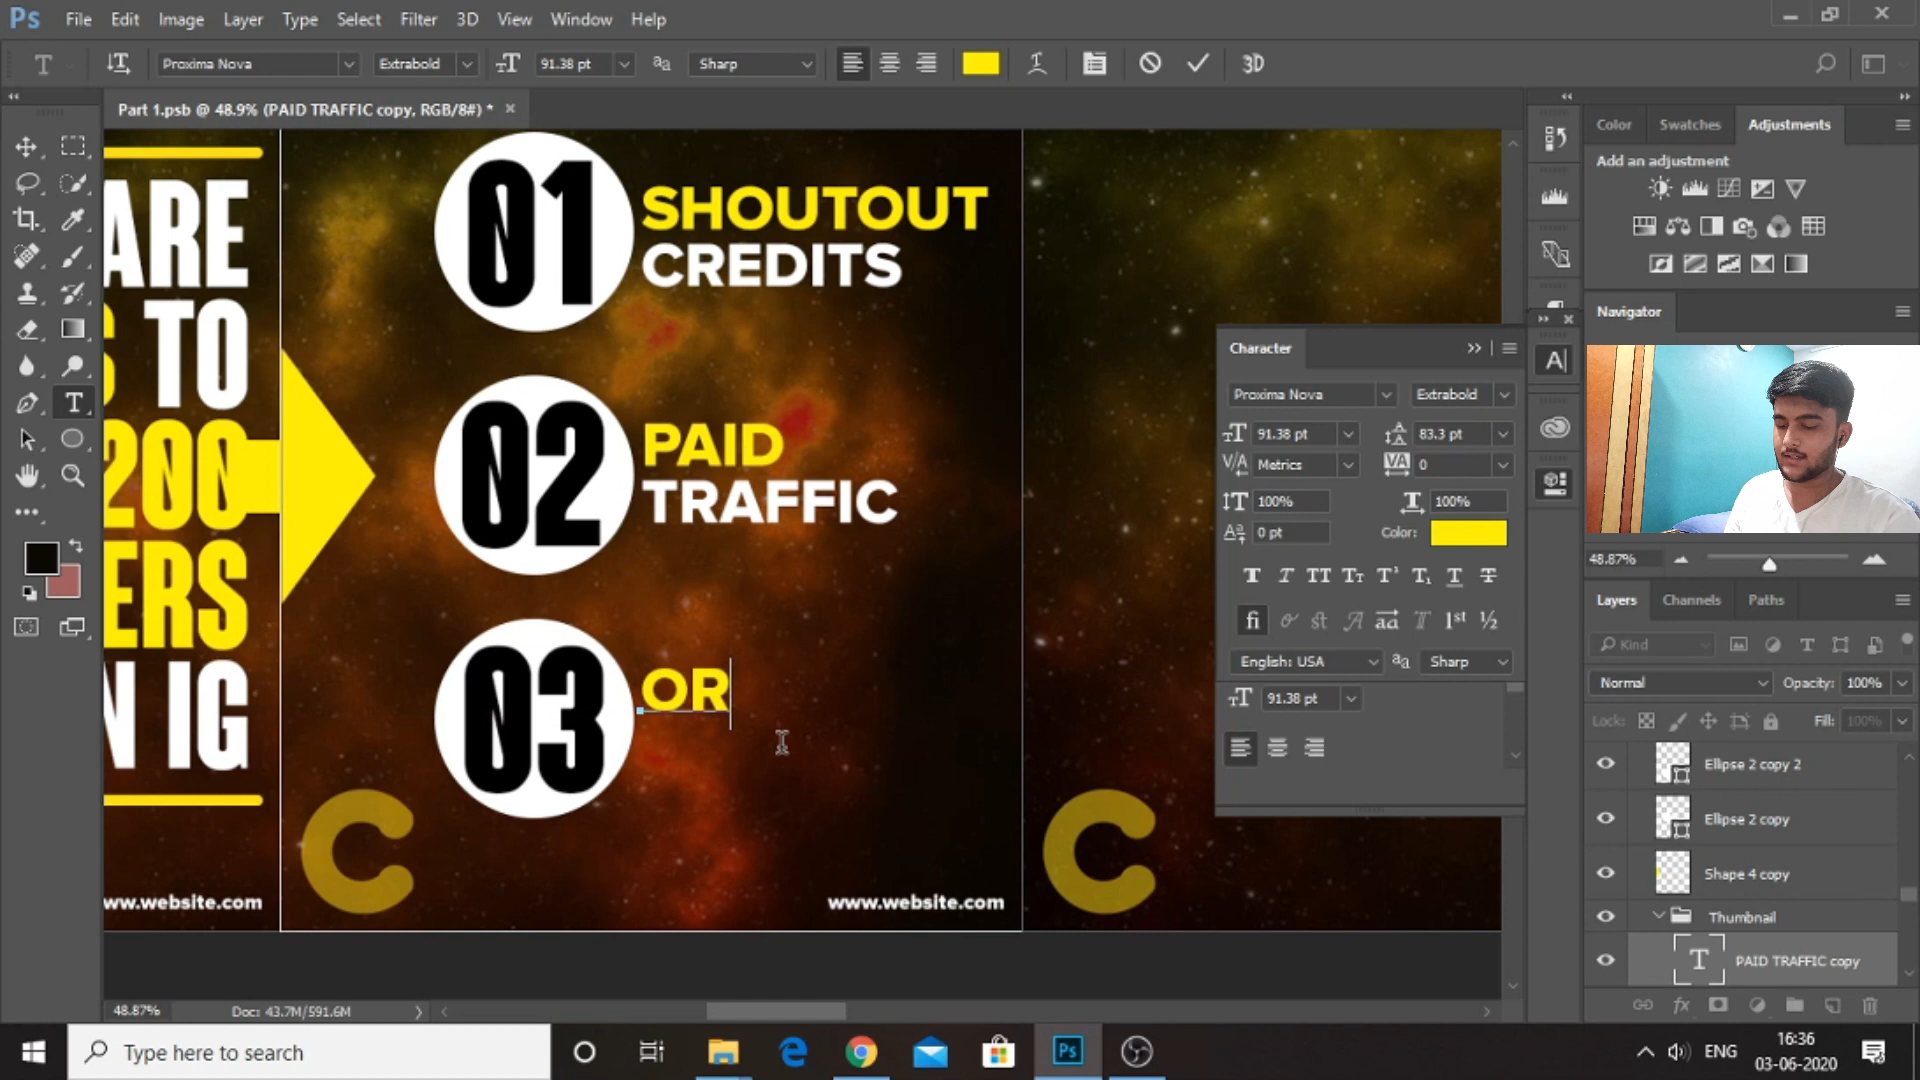 Ps File Edit Image Layer Type Select Filter 3D View Window Help
T Proxima Nova Extrabold 91.38 pt Sharp 3D
Part 1.psb @ 48.9% (PAID TRAFFIC copy, RGB/8#) *
ARE
TO
200
ERS
N IG
www.website.com
01
SHOUTOUT
CREDITS
02
PAID
TRAFFIC
03
OR
C
www.website.com
C
Character
Proxima Nova Extrabold
91.38 pt 83.3 pt
Metrics 0
100% 100%
0 pt Color:
English: USA Sharp
91.38 pt
Color Swatches Adjustments
Add an adjustment
Navigator
48.87%
Layers Channels Paths
Kind
Normal Opacity: 100%
Lock: Fill: 100%
Ellipse 2 copy 2
Ellipse 2 copy
Shape 4 copy
Thumbnail
T PAID TRAFFIC copy
fx
48.87% Doc: 43.7M/591.6M
Type here to search
Ps
ENG
16:36
03-06-2020